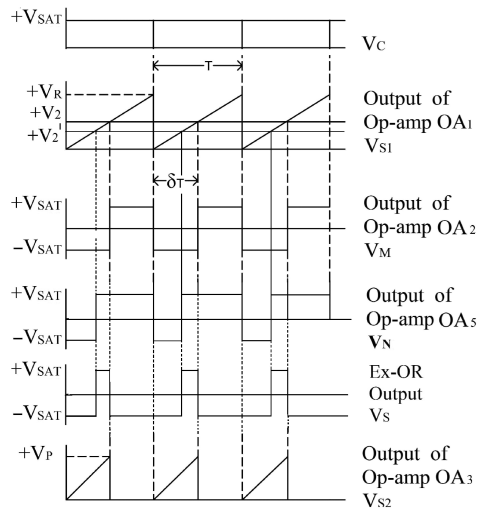 +VSAT
VC
T
+VR
+V2
+V2'
Output of
Op-amp OA1
VS1
δT
+VSAT
−VSAT
Output of
Op-amp OA2
VM
+VSAT
−VSAT
Output of
Op-amp OA5
VN
+VSAT
−VSAT
Ex-OR
Output
VS
+VP
Output of
Op-amp OA3
VS2